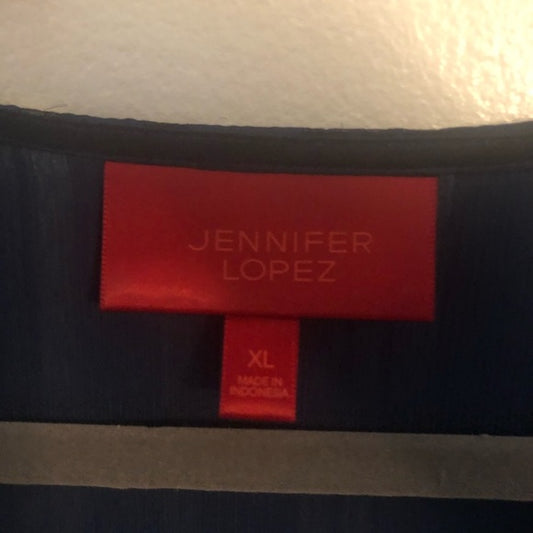 JENNIFER
LOPEZ
XL
MADE IN
INDONESIA